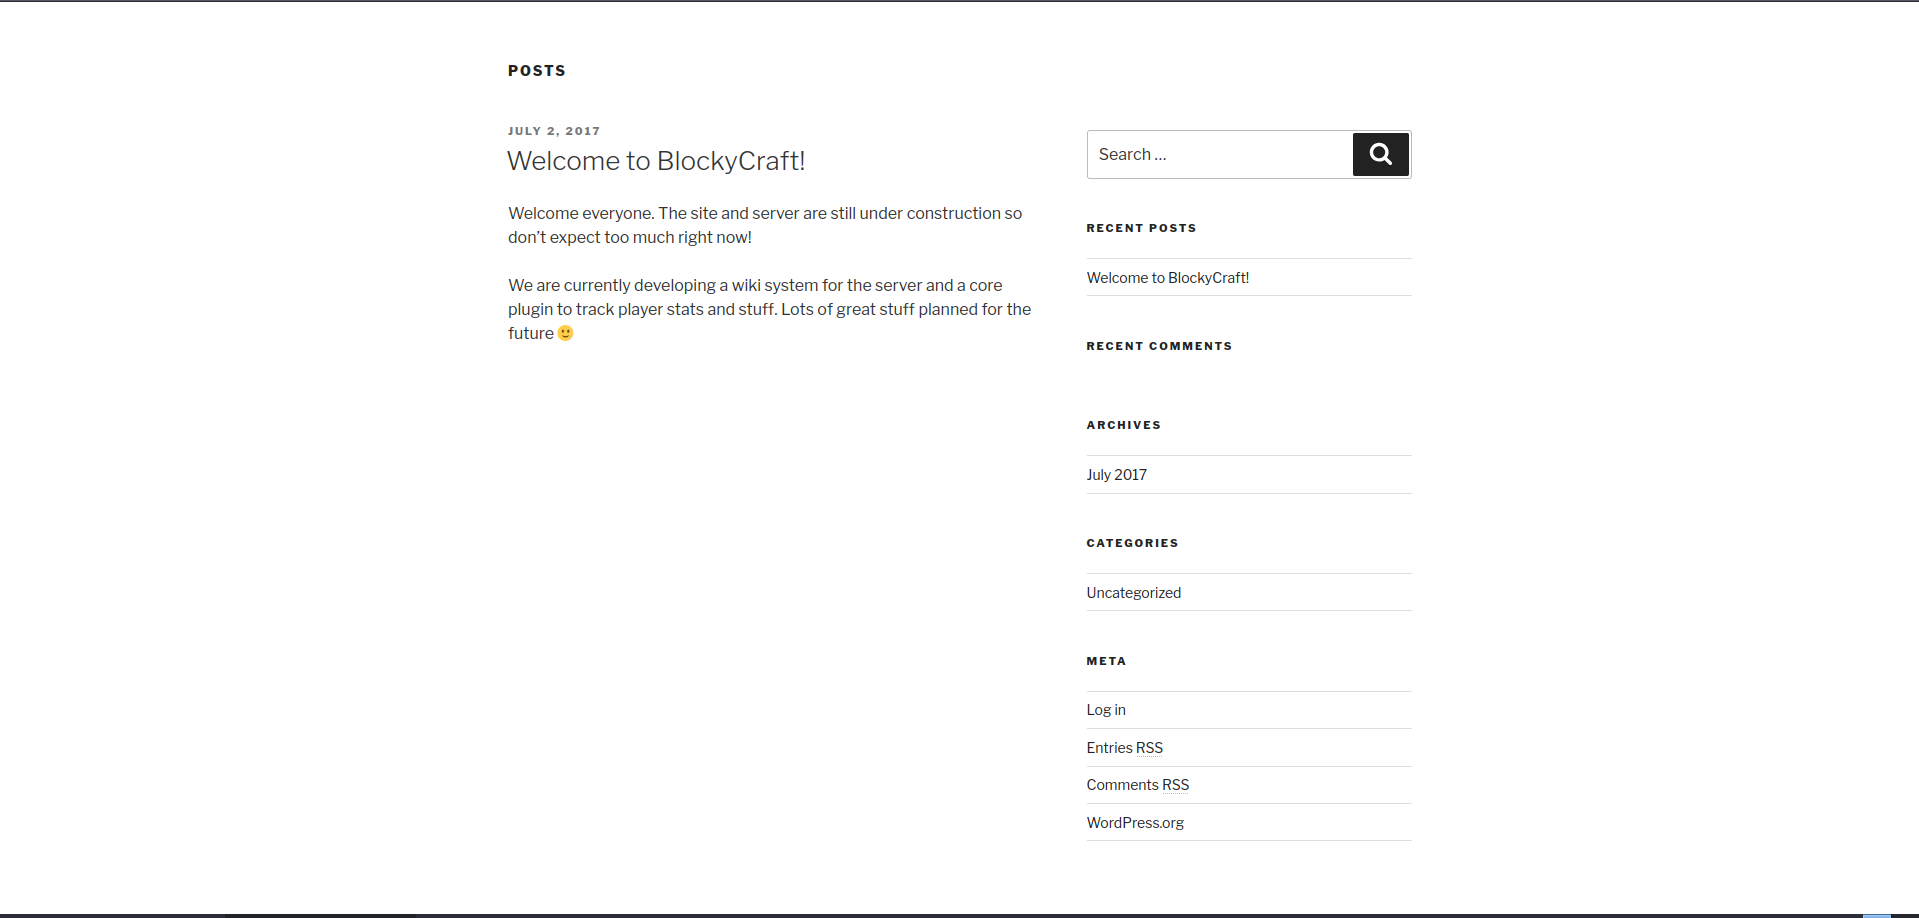 POSTS
JULY 2, 2017
Welcome to BlockyCraft!
Welcome everyone. The site and server are still under construction so
don’t expect too much right now!
We are currently developing a wiki system for the server and a core
plugin to track player stats and stuff. Lots of great stuff planned for the
future 🙂
Search …
RECENT POSTS
Welcome to BlockyCraft!
RECENT COMMENTS
ARCHIVES
July 2017
CATEGORIES
Uncategorized
META
Log in
Entries RSS
Comments RSS
WordPress.org